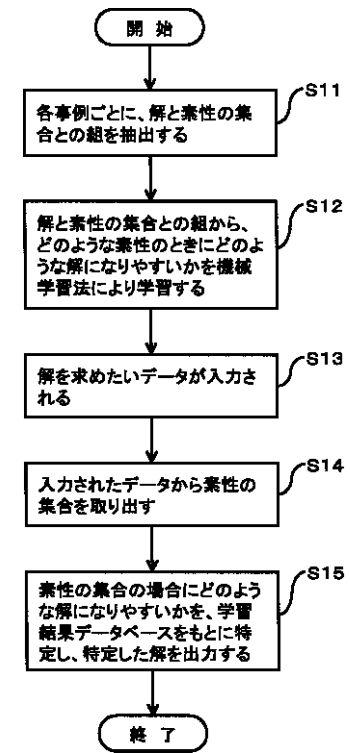 開 始
S11
各事例ごとに、解と素性の集
合との組を抽出する
S12
解と素性の集合との組から、
どのような素性のときにどのよ
うな解になりやすいかを機械
学習法により学習する
S13
解を求めたいデータが入力さ
れる
S14
入力されたデータから素性の
集合を取り出す
S15
素性の集合の場合にどのよう
な解になりやすいかを、学習
結果データベースをもとに特
定し、特定した解を出力する
終 了